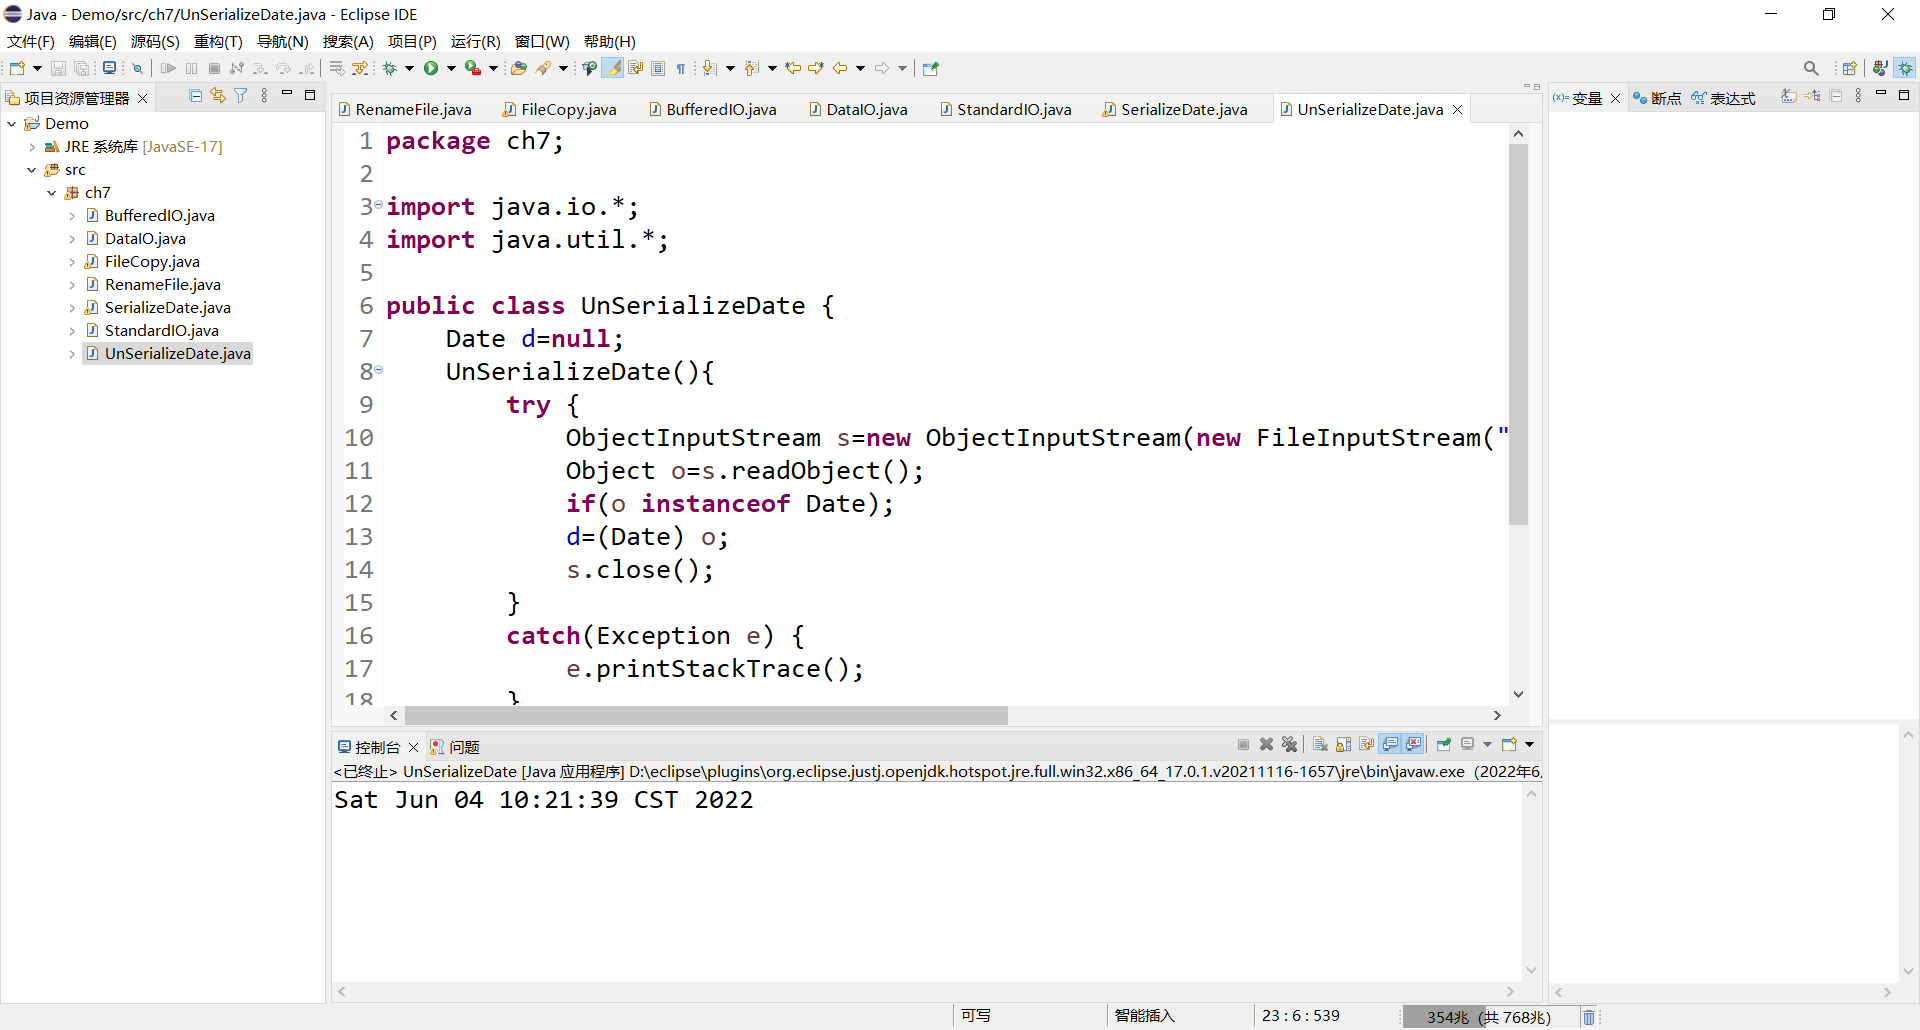 Java - Demo/src/ch7/UnSerializeDate.java - Eclipse IDE
文件(F) 编辑(E) 源码(S) 重构(T) 导航(N) 搜索(A) 项目(P) 运行(R) 窗口(W) 帮助(H)
项目资源管理器
Demo
JRE 系统库 [JavaSE-17]
src
ch7
BufferedIO.java
DataIO.java
FileCopy.java
RenameFile.java
SerializeDate.java
StandardIO.java
UnSerializeDate.java
RenameFile.java FileCopy.java BufferedIO.java DataIO.java StandardIO.java SerializeDate.java UnSerializeDate.java
1 package ch7;
2
3 import java.io.*;
4 import java.util.*;
5
6 public class UnSerializeDate {
7 Date d=null;
8 UnSerializeDate(){
9 try {
10 ObjectInputStream s=new ObjectInputStream(new FileInputStream("
11 Object o=s.readObject();
12 if(o instanceof Date);
13 d=(Date) o;
14 s.close();
15 }
16 catch(Exception e) {
17 e.printStackTrace();
18 }
控制台 问题
<已终止> UnSerializeDate [Java 应用程序] D:\eclipse\plugins\org.eclipse.justj.openjdk.hotspot.jre.full.win32.x86_64_17.0.1.v20211116-1657\jre\bin\javaw.exe (2022年6
Sat Jun 04 10:21:39 CST 2022
(x)= 变量 断点 表达式
可写 智能插入 23 : 6 : 539 354兆 (共 768兆)